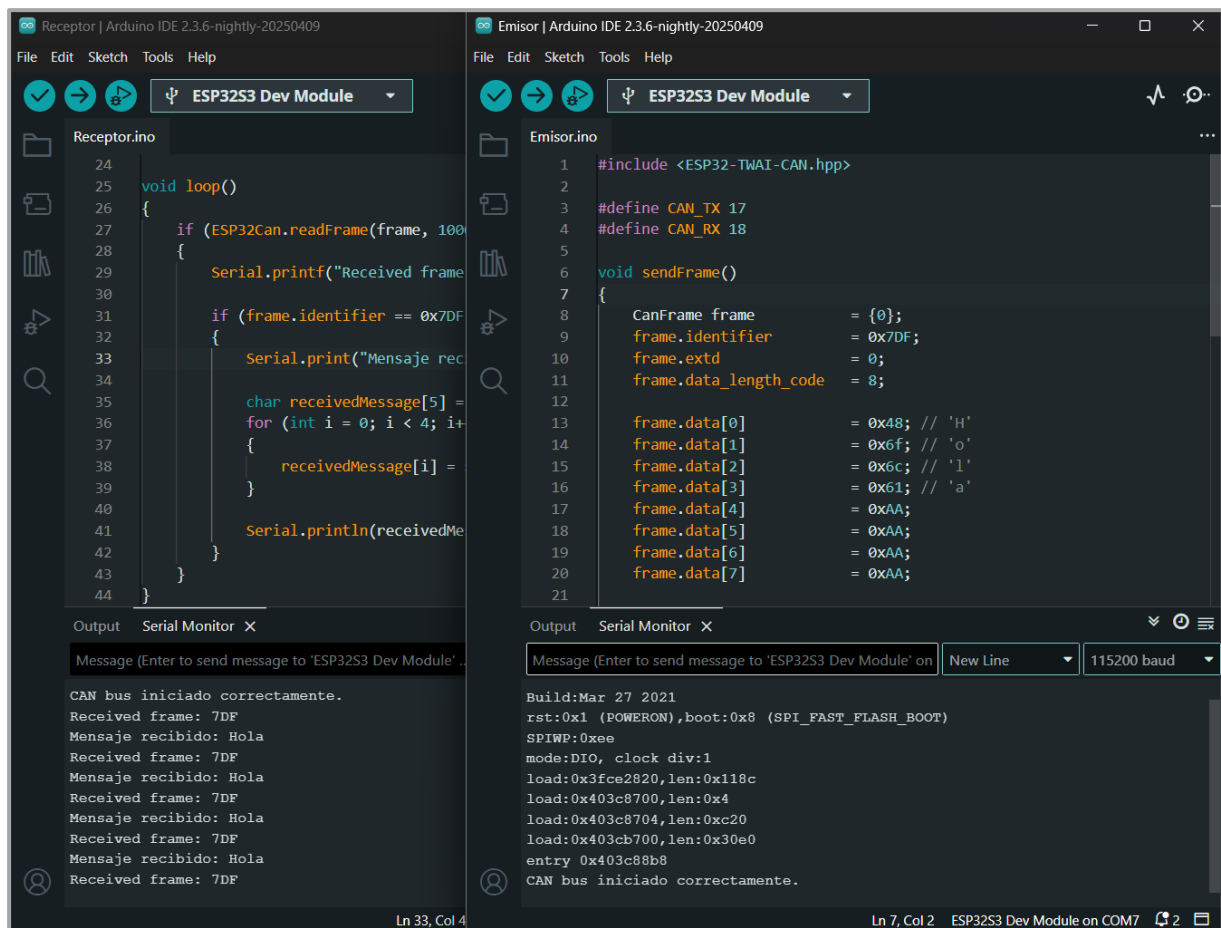 Receptor | Arduino IDE 2.3.6-nightly-20250409
File Edit Sketch Tools Help
ESP32S3 Dev Module
Receptor.ino
24
25 void loop()
26 {
27     if (ESP32Can.readFrame(frame, 1000
28     {
29         Serial.printf("Received frame
30
31         if (frame.identifier == 0x7DF
32         {
33             Serial.print("Mensaje rec
34
35             char receivedMessage[5] =
36             for (int i = 0; i < 4; i+
37             {
38                 receivedMessage[i] =
39             }
40
41             Serial.println(receivedMe
42         }
43     }
44 }
Output Serial Monitor X
Message (Enter to send message to 'ESP32S3 Dev Module' ..
CAN bus iniciado correctamente.
Received frame: 7DF
Mensaje recibido: Hola
Received frame: 7DF
Mensaje recibido: Hola
Received frame: 7DF
Mensaje recibido: Hola
Received frame: 7DF
Mensaje recibido: Hola
Received frame: 7DF
Ln 33, Col 4
Emisor | Arduino IDE 2.3.6-nightly-20250409
File Edit Sketch Tools Help
ESP32S3 Dev Module
Emisor.ino
1 #include <ESP32-TWAI-CAN.hpp>
2
3 #define CAN_TX 17
4 #define CAN_RX 18
5
6 void sendFrame()
7 {
8     CanFrame frame = {0};
9     frame.identifier = 0x7DF;
10     frame.extd = 0;
11     frame.data_length_code = 8;
12
13     frame.data[0] = 0x48; // 'H'
14     frame.data[1] = 0x6f; // 'o'
15     frame.data[2] = 0x6c; // 'l'
16     frame.data[3] = 0x61; // 'a'
17     frame.data[4] = 0xAA;
18     frame.data[5] = 0xAA;
19     frame.data[6] = 0xAA;
20     frame.data[7] = 0xAA;
21
Output Serial Monitor X
Message (Enter to send message to 'ESP32S3 Dev Module' on
New Line
115200 baud
Build:Mar 27 2021
rst:0x1 (POWERON),boot:0x8 (SPI_FAST_FLASH_BOOT)
SPIWP:0xee
mode:DIO, clock div:1
load:0x3fce2820,len:0x118c
load:0x403c8700,len:0x4
load:0x403c8704,len:0xc20
load:0x403cb700,len:0x30e0
entry 0x403c88b8
CAN bus iniciado correctamente.
Ln 7, Col 2 ESP32S3 Dev Module on COM7 2